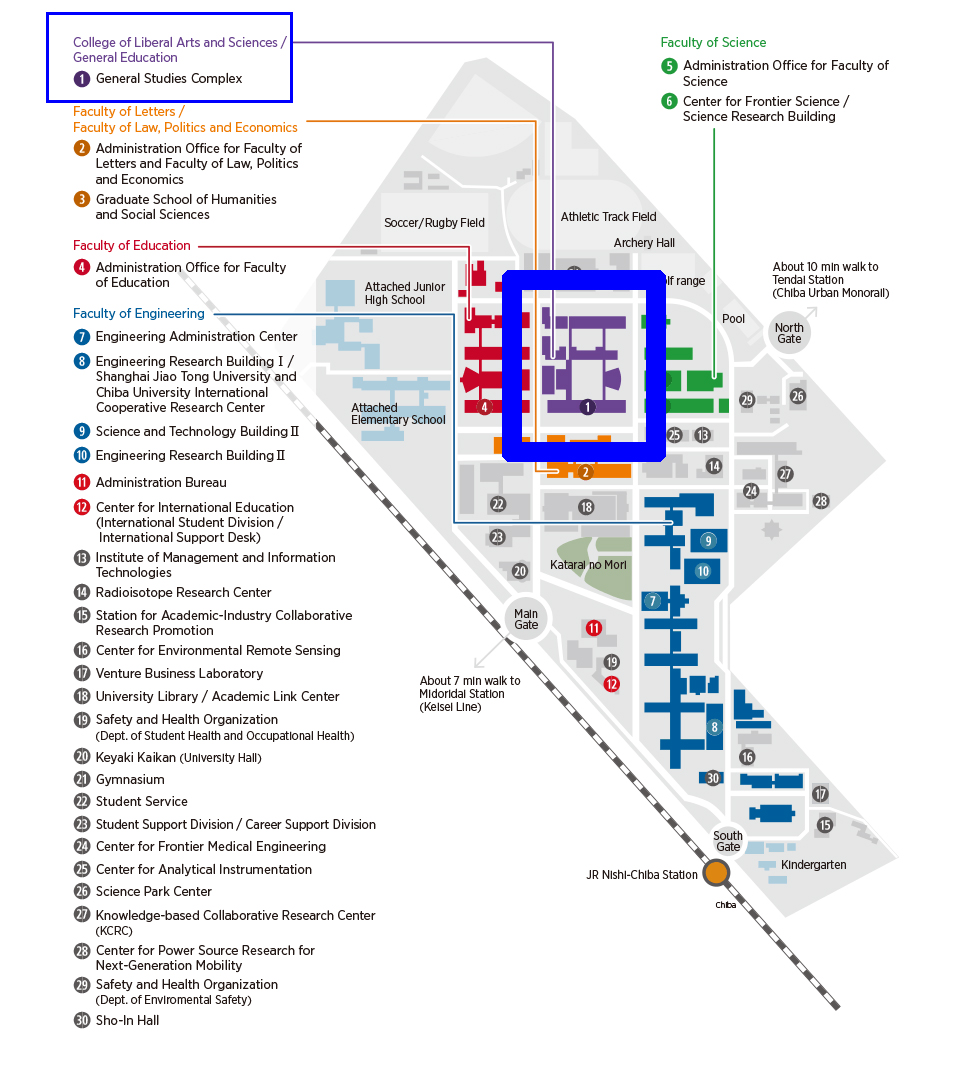 College of Liberal Arts and Sciences /
General Education
1 General Studies Complex
Faculty of Letters /
Faculty of Law, Politics and Economics
2 Administration Office for Faculty of
Letters and Faculty of Law, Politics
and Economics
3 Graduate School of Humanities
and Social Sciences
Faculty of Education
4 Administration Office for Faculty
of Education
Faculty of Engineering
7 Engineering Administration Center
8 Engineering Research Building I /
Shanghai Jiao Tong University and
Chiba University International
Cooperative Research Center
9 Science and Technology Building II
10 Engineering Research Building II
11 Administration Bureau
12 Center for International Education
(International Student Division /
International Support Desk)
13 Institute of Management and Information
Technologies
14 Radioisotope Research Center
15 Station for Academic-Industry Collaborative
Research Promotion
16 Center for Environmental Remote Sensing
17 Venture Business Laboratory
18 University Library / Academic Link Center
19 Safety and Health Organization
(Dept. of Student Health and Occupational Health)
20 Keyaki Kaikan (University Hall)
21 Gymnasium
22 Student Service
23 Student Support Division / Career Support Division
24 Center for Frontier Medical Engineering
25 Center for Analytical Instrumentation
26 Science Park Center
27 Knowledge-based Collaborative Research Center
(KCRC)
28 Center for Power Source Research for
Next-Generation Mobility
29 Safety and Health Organization
(Dept. of Enviromental Safety)
30 Sho-In Hall
Faculty of Science
5 Administration Office for Faculty of
Science
6 Center for Frontier Science /
Science Research Building
Soccer/Rugby Field
Athletic Track Field
Archery Hall
range
Pool
About 10 min walk to
Tendai Station
(Chiba Urban Monorail)
North
Gate
Attached Junior
High School
Attached
Elementary School
4
1
29
26
25
13
2
14
27
24
28
22
18
23
9
Katarai no Mori
20
10
7
Main
Gate
11
19
12
About 7 min walk to
Midoridai Station
(Keisei Line)
8
16
30
17
15
South
Gate
Kindergarten
JR Nishi-Chiba Station
Chiba